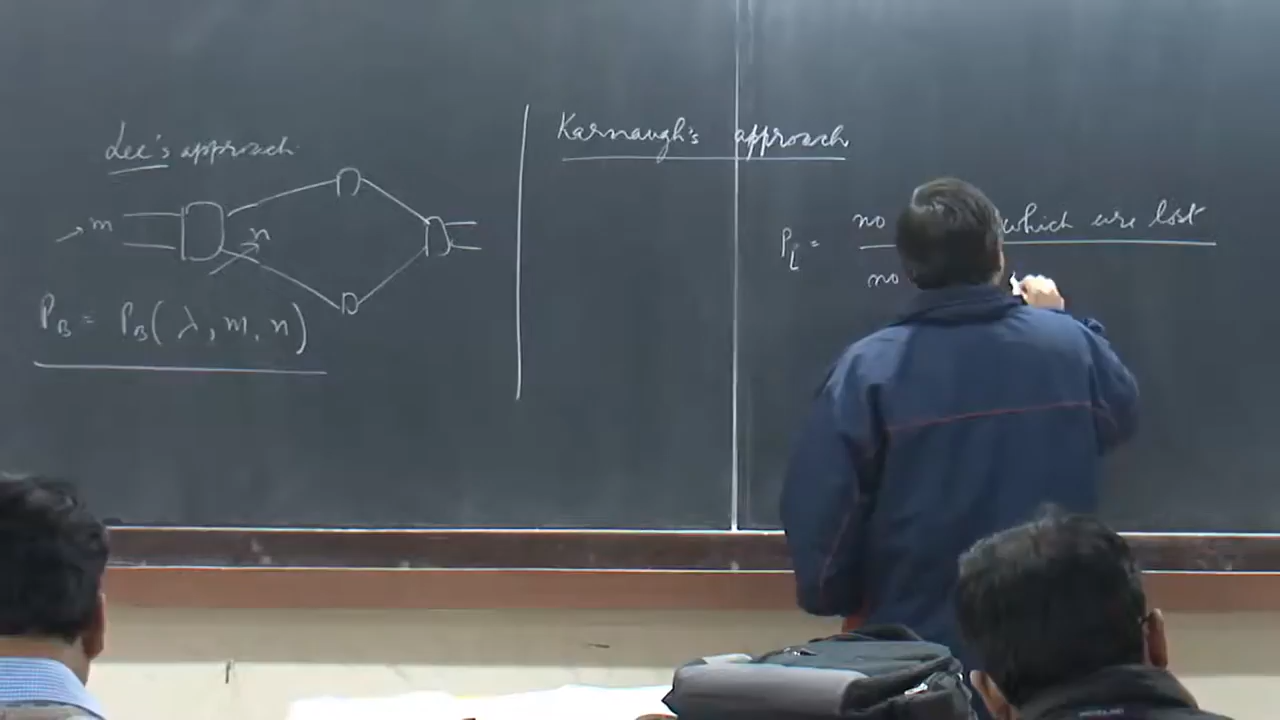 Lee's approach
m
n
P_B = P_B(λ, m, n)
Karnaugh's approach
P_L = no which are lost
no